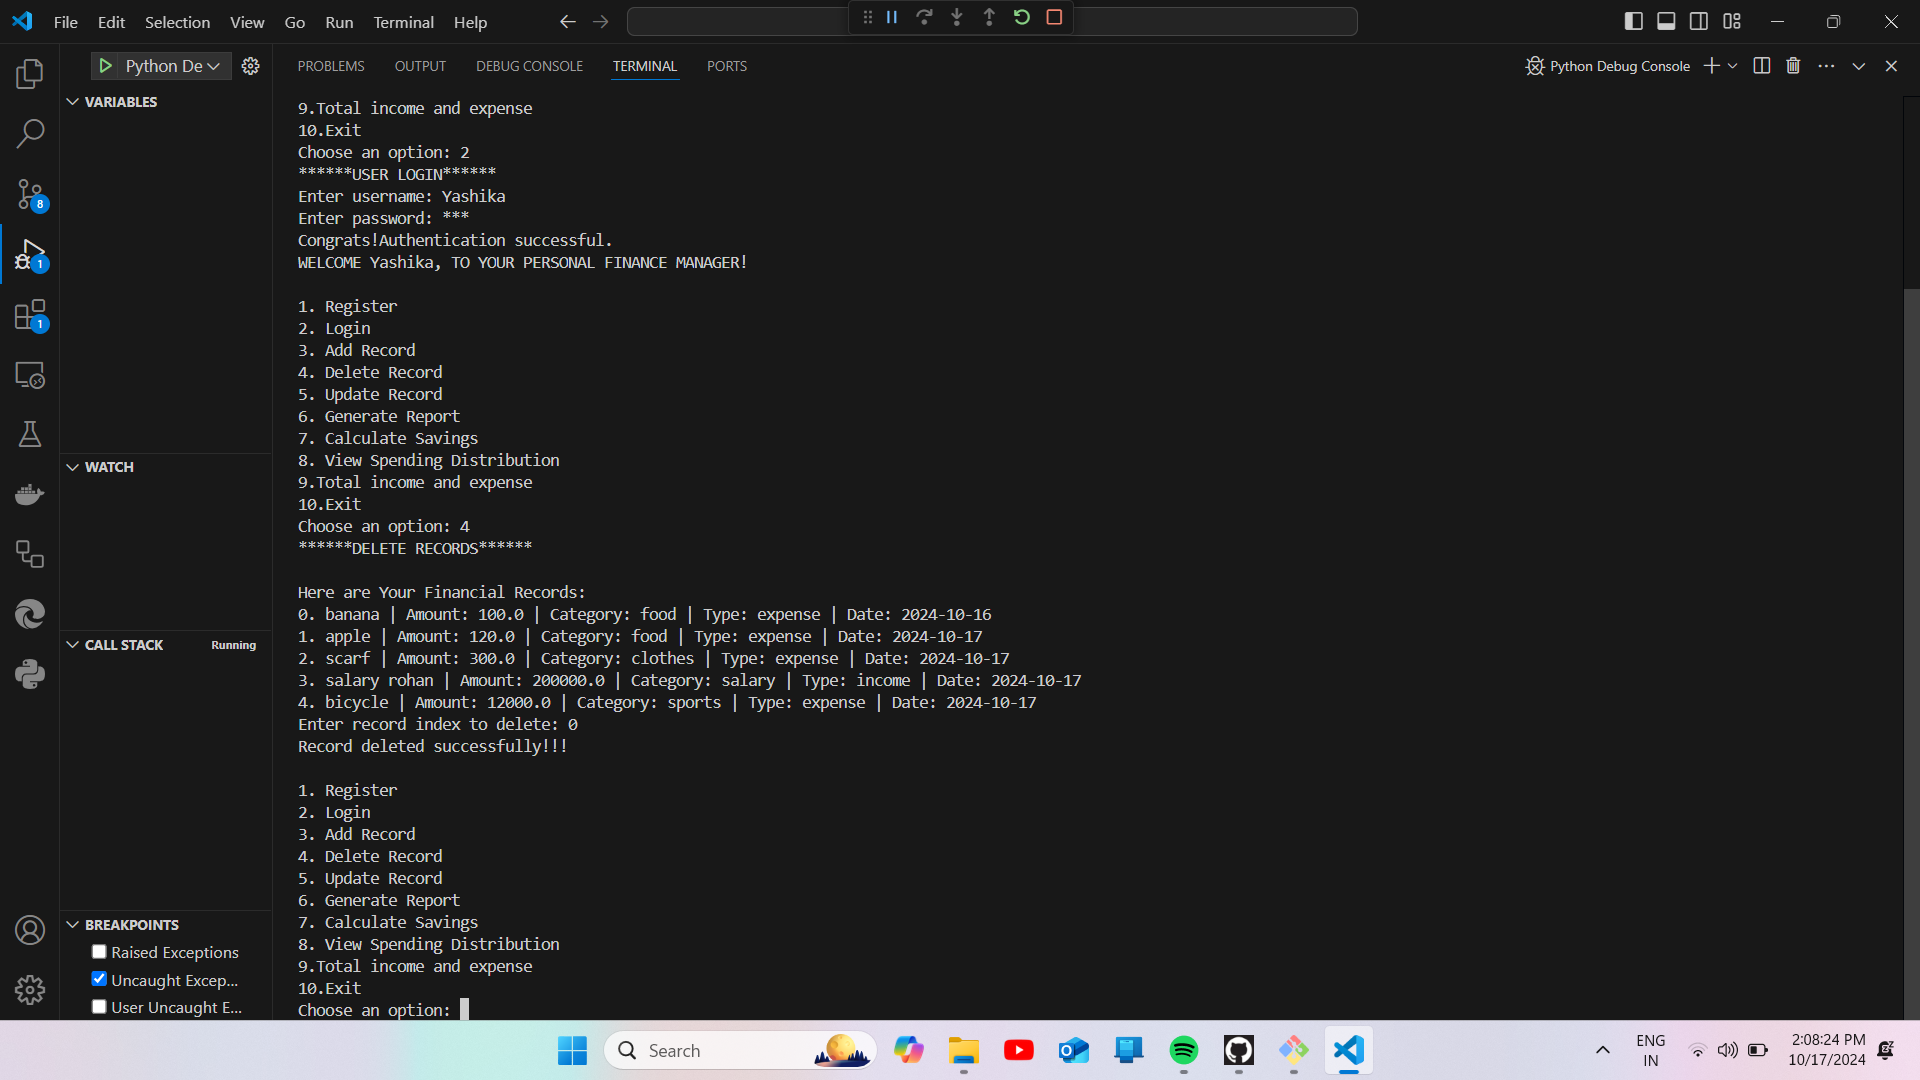 File Edit Selection View Go Run Terminal Help
Python De
PROBLEMS OUTPUT DEBUG CONSOLE TERMINAL PORTS
Python Debug Console
VARIABLES
WATCH
CALL STACK Running
BREAKPOINTS
Raised Exceptions
Uncaught Excep...
User Uncaught E...
8
1
1
9.Total income and expense
10.Exit
Choose an option: 2
******USER LOGIN******
Enter username: Yashika
Enter password: ***
Congrats!Authentication successful.
WELCOME Yashika, TO YOUR PERSONAL FINANCE MANAGER!
1. Register
2. Login
3. Add Record
4. Delete Record
5. Update Record
6. Generate Report
7. Calculate Savings
8. View Spending Distribution
9.Total income and expense
10.Exit
Choose an option: 4
******DELETE RECORDS******
Here are Your Financial Records:
0. banana | Amount: 100.0 | Category: food | Type: expense | Date: 2024-10-16
1. apple | Amount: 120.0 | Category: food | Type: expense | Date: 2024-10-17
2. scarf | Amount: 300.0 | Category: clothes | Type: expense | Date: 2024-10-17
3. salary rohan | Amount: 200000.0 | Category: salary | Type: income | Date: 2024-10-17
4. bicycle | Amount: 12000.0 | Category: sports | Type: expense | Date: 2024-10-17
Enter record index to delete: 0
Record deleted successfully!!!
1. Register
2. Login
3. Add Record
4. Delete Record
5. Update Record
6. Generate Report
7. Calculate Savings
8. View Spending Distribution
9.Total income and expense
10.Exit
Choose an option:
Search
ENG
IN
2:08:24 PM
10/17/2024